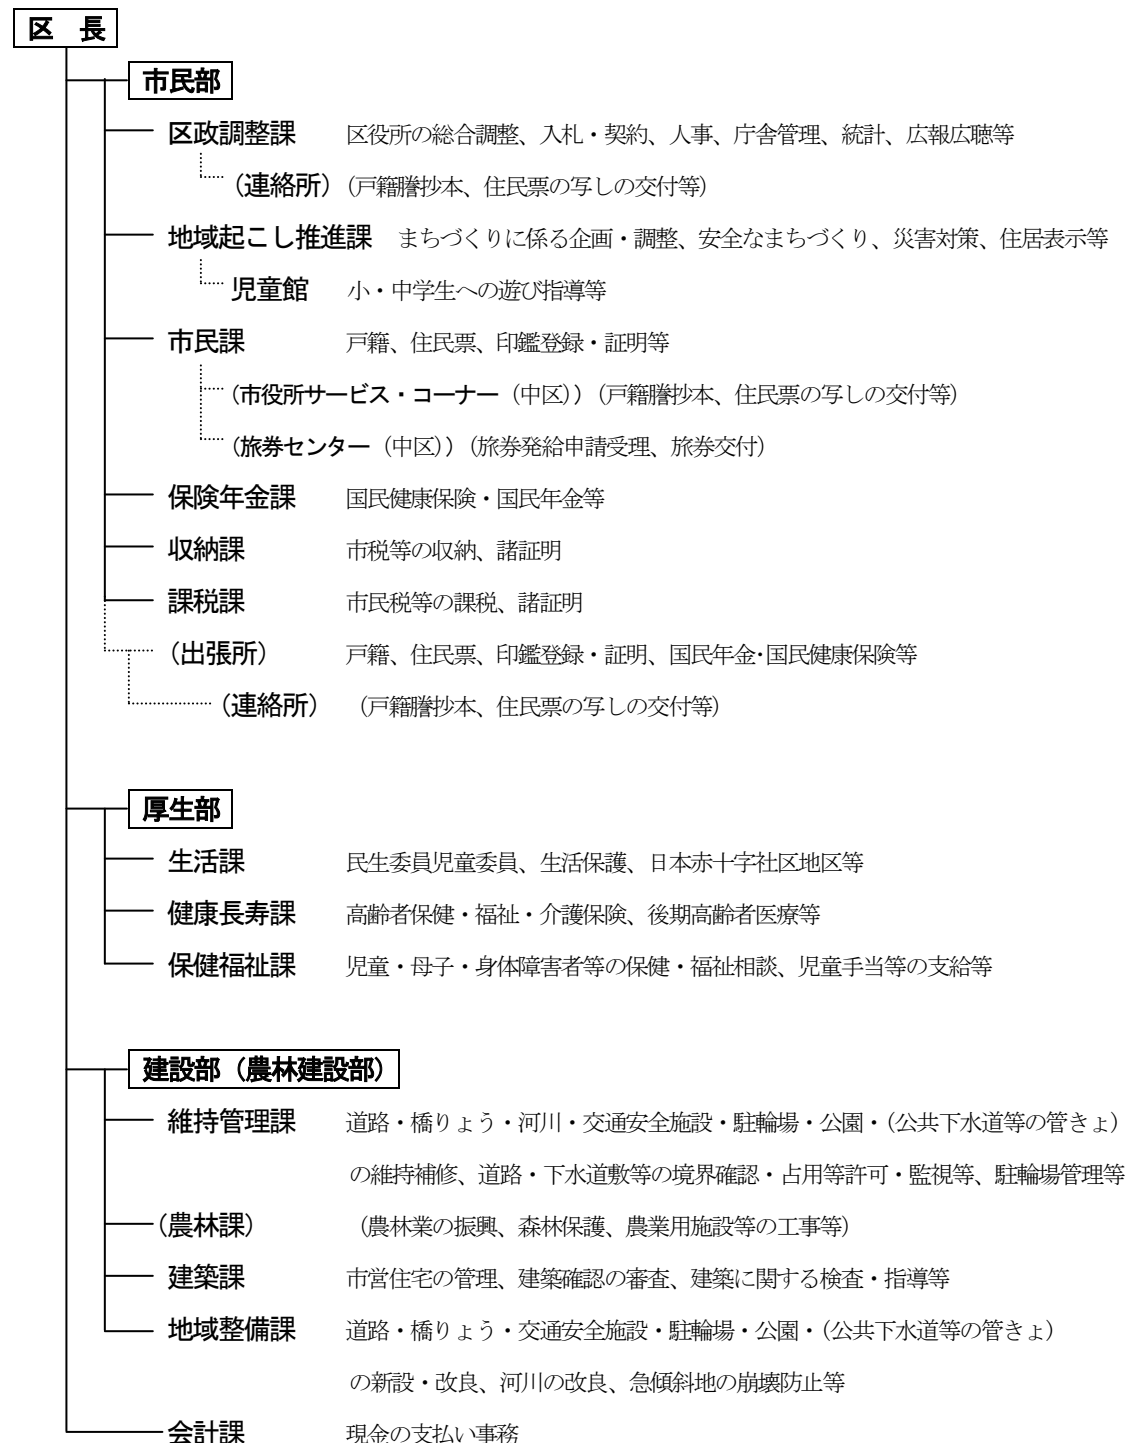 区 長
市民部
区政調整課 区役所の総合調整、入札・契約、人事、庁舎管理、統計、広報広聴等
（連絡所）（戸籍謄抄本、住民票の写しの交付等）
地域起こし推進課 まちづくりに係る企画・調整、安全なまちづくり、災害対策、住居表示等
児童館 小・中学生への遊び指導等
市民課 戸籍、住民票、印鑑登録・証明等
（市役所サービス・コーナー（中区））（戸籍謄抄本、住民票の写しの交付等）
（旅券センター（中区））（旅券発給申請受理、旅券交付）
保険年金課 国民健康保険・国民年金等
収納課 市税等の収納、諸証明
課税課 市民税等の課税、諸証明
（出張所） 戸籍、住民票、印鑑登録・証明、国民年金・国民健康保険等
（連絡所） （戸籍謄抄本、住民票の写しの交付等）
厚生部
生活課 民生委員児童委員、生活保護、日本赤十字社区地区等
健康長寿課 高齢者保健・福祉・介護保険、後期高齢者医療等
保健福祉課 児童・母子・身体障害者等の保健・福祉相談、児童手当等の支給等
建設部（農林建設部）
維持管理課 道路・橋りょう・河川・交通安全施設・駐輪場・公園・（公共下水道等の管きょ）
の維持補修、道路・下水道敷等の境界確認・占用等許可・監視等、駐輪場管理等
（農林課） （農林業の振興、森林保護、農業用施設等の工事等）
建築課 市営住宅の管理、建築確認の審査、建築に関する検査・指導等
地域整備課 道路・橋りょう・交通安全施設・駐輪場・公園・（公共下水道等の管きょ）
の新設・改良、河川の改良、急傾斜地の崩壊防止等
会計課 現金の支払い事務